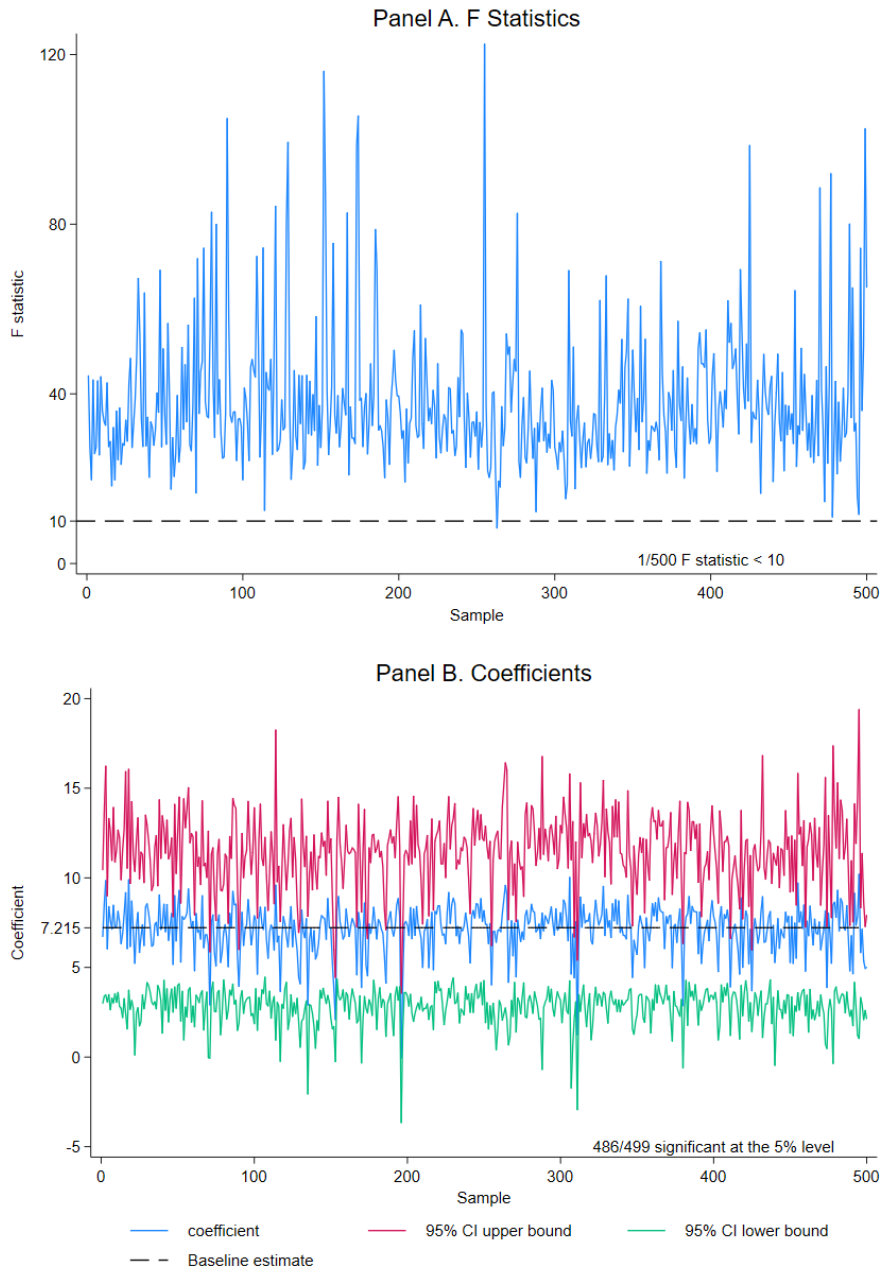 Panel A. F Statistics
120
80
40
10
0
F statistic
1/500 F statistic < 10
0 100 200 300 400 500
Sample
Panel B. Coefficients
20
15
10
7.215
5
0
-5
Coefficient
486/499 significant at the 5% level
0 100 200 300 400 500
Sample
coefficient 95% CI upper bound 95% CI lower bound
Baseline estimate